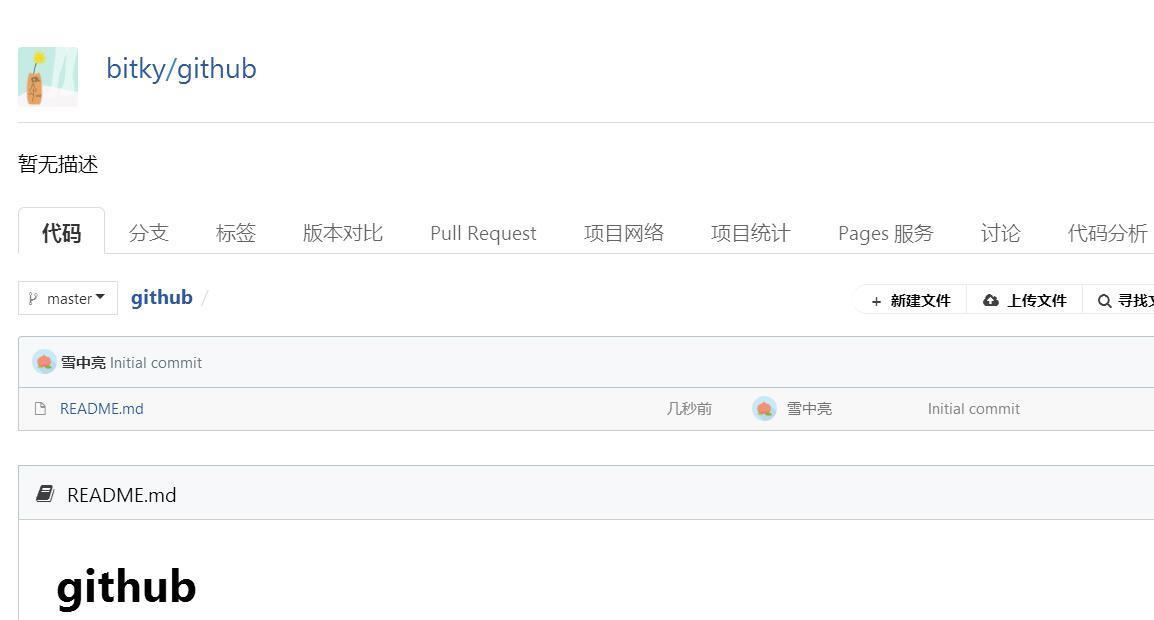 bitky/github
暂无描述
代码 分支 标签 版本对比 Pull Request 项目网络 项目统计 Pages 服务 讨论 代码分析
master github / + 新建文件 上传文件 寻找
雪中亮 Initial commit
README.md 几秒前 雪中亮 Initial commit
README.md
github